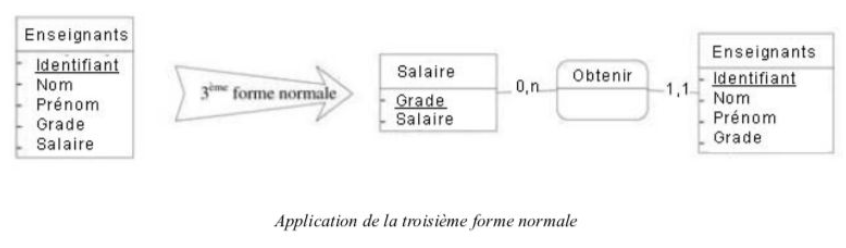 Enseignants
- Identifiant
- Nom
- Prénom
- Grade
- Salaire
3ème forme normale
Salaire
- Grade
- Salaire
0,n
Obtenir
1,1
Enseignants
- Identifiant
- Nom
- Prénom
- Grade
Application de la troisième forme normale